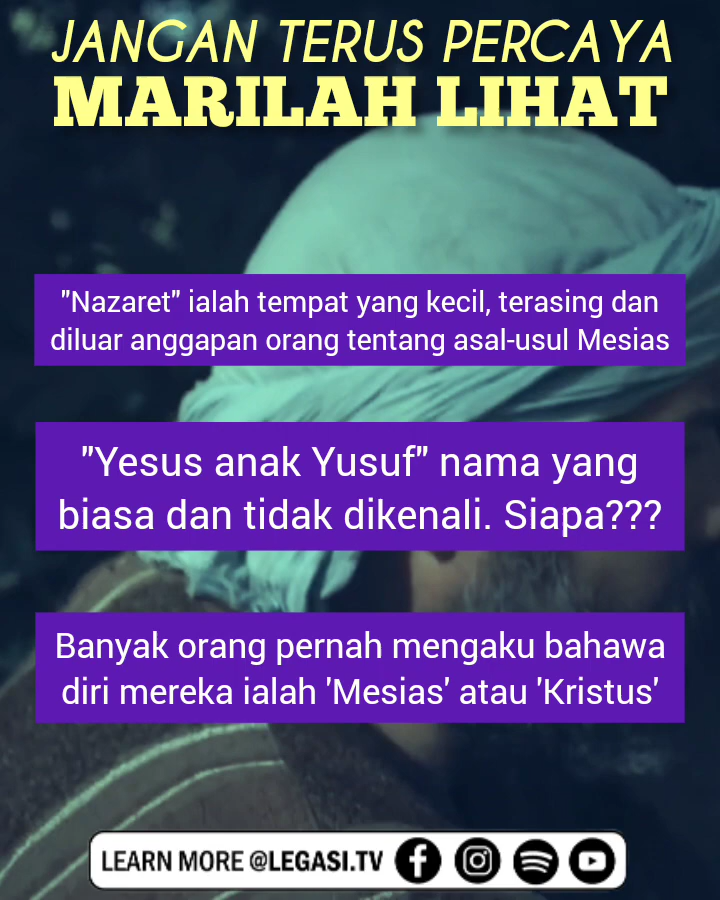 JANGAN TERUS PERCAYA
MARILAH LIHAT
"Nazaret" ialah tempat yang kecil, terasing dan
diluar anggapan orang tentang asal-usul Mesias
"Yesus anak Yusuf" nama yang
biasa dan tidak dikenali. Siapa???
Banyak orang pernah mengaku bahawa
diri mereka ialah 'Mesias' atau 'Kristus'
LEARN MORE @LEGASI.TV